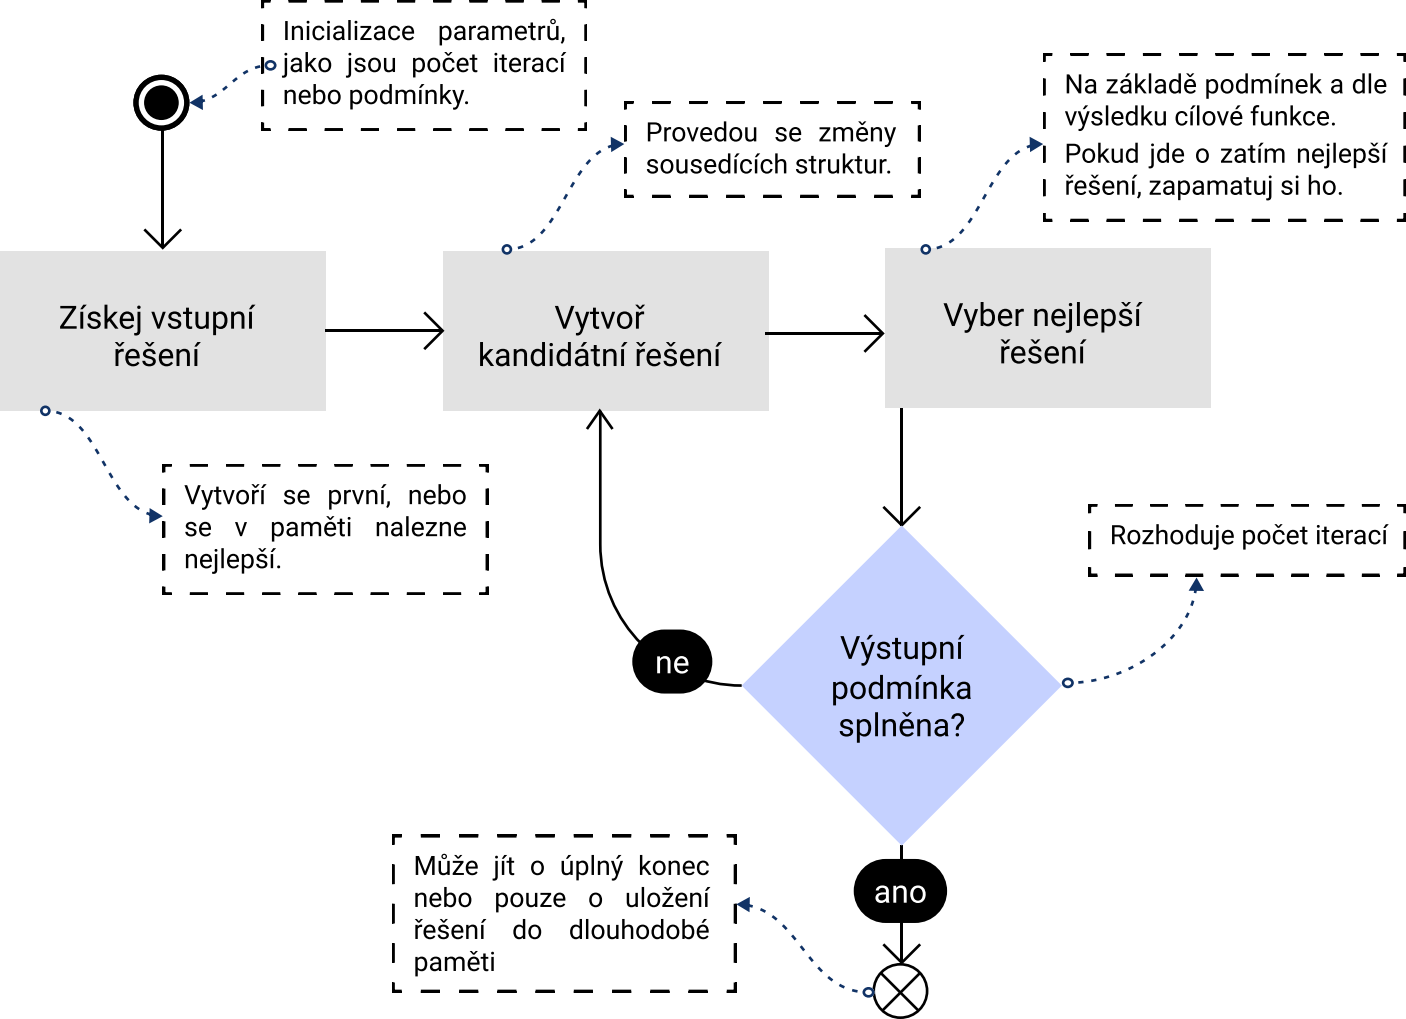 Inicializace parametrů,
jako jsou počet iterací
nebo podmínky.
Na základě podmínek a dle
výsledku cílové funkce.
Pokud jde o zatím nejlepší
řešení, zapamatuj si ho.
Provedou se změny
sousedících struktur.
Získej vstupní
řešení
Vytvoř
kandidátní řešení
Vyber nejlepší
řešení
Vytvoří se první, nebo
se v paměti nalezne
nejlepší.
Rozhoduje počet iterací
ne
Výstupní
podmínka
splněna?
Může jít o úplný konec
nebo pouze o uložení
řešení do dlouhodobé
paměti
ano